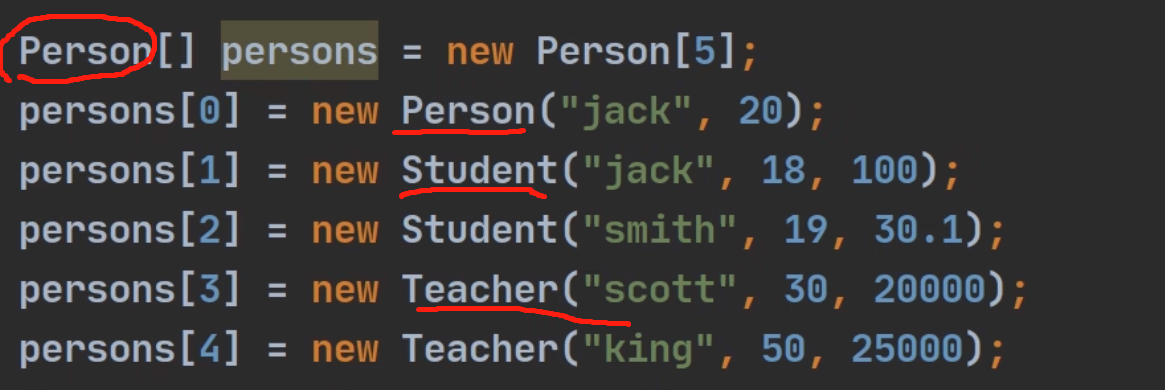 Person[] persons = new Person[5];
persons[0] = new Person("jack", 20);
persons[1] = new Student("jack", 18, 100);
persons[2] = new Student("smith", 19, 30.1);
persons[3] = new Teacher("scott", 30, 20000);
persons[4] = new Teacher("king", 50, 25000);